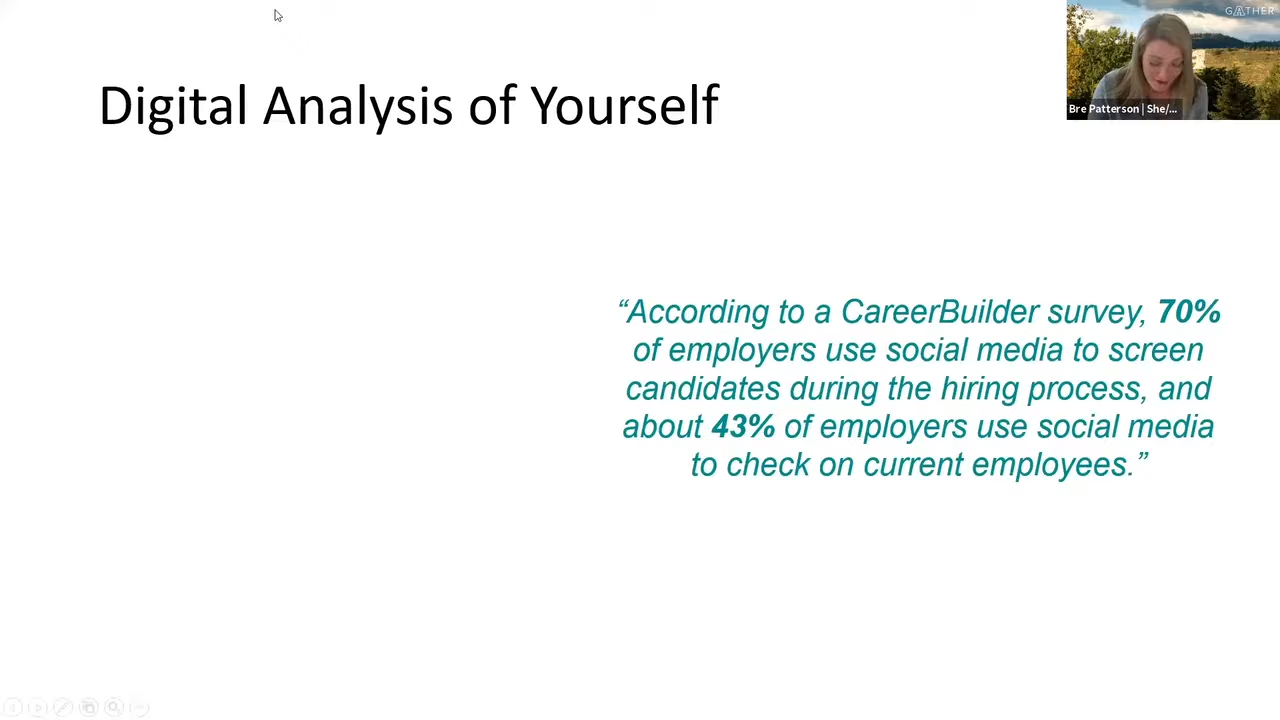 GATHER
Digital Analysis of Yourself
Bre Patterson | She/...
“According to a CareerBuilder survey, 70%
of employers use social media to screen
candidates during the hiring process, and
about 43% of employers use social media
to check on current employees.”